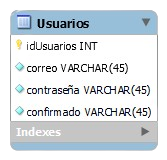 Usuarios
idUsuarios INT
correo VARCHAR(45)
contraseña VARCHAR(45)
confirmado VARCHAR(45)
Indexes